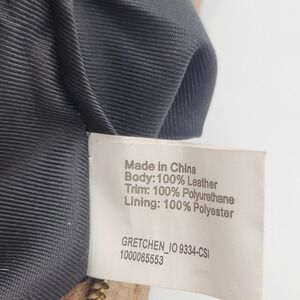 Made in China
Body:100% Leather
Trim: 100% Polyurethane
Lining: 100% Polyester
GRETCHEN_IO 9334-CSI
1000085553